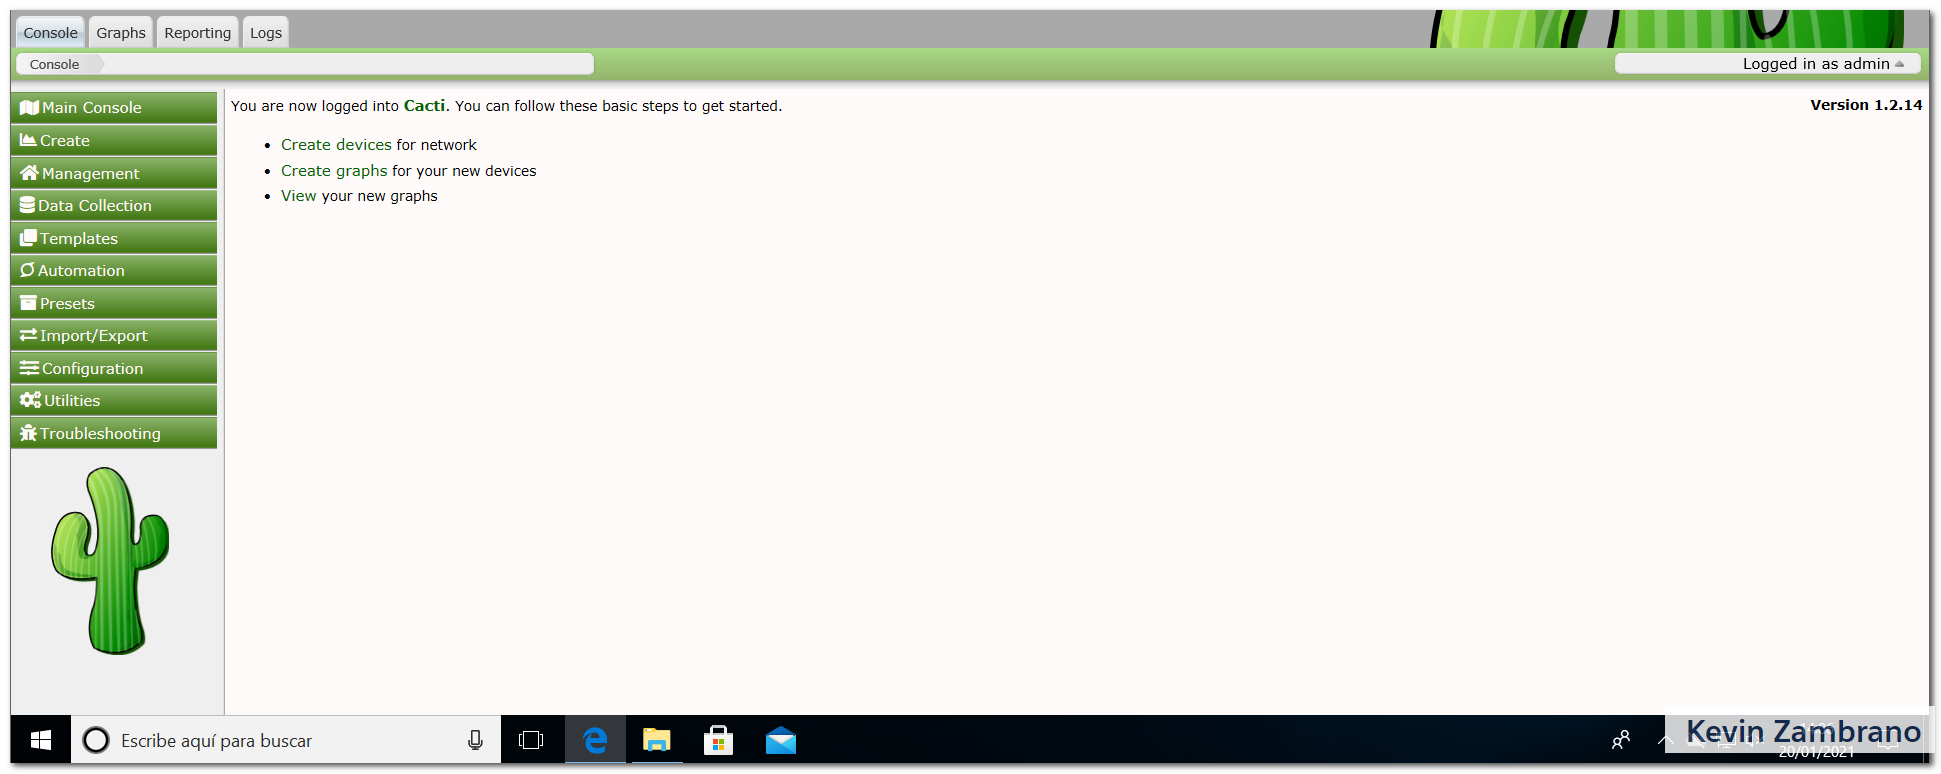 Console Graphs Reporting Logs
Console
Logged in as admin
Main Console
Create
Management
Data Collection
Templates
Automation
Presets
Import/Export
Configuration
Utilities
Troubleshooting
You are now logged into Cacti. You can follow these basic steps to get started.
Version 1.2.14
Create devices for network
Create graphs for your new devices
View your new graphs
Escribe aquí para buscar
Kevin Zambrano
20/01/2021